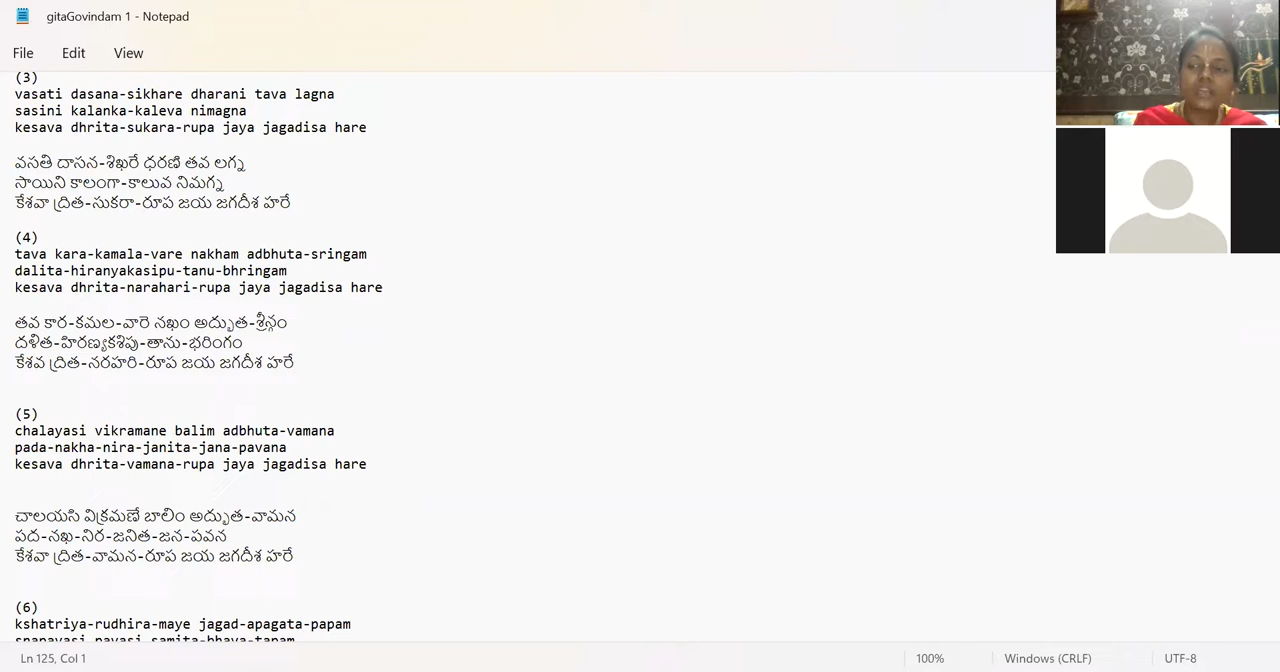 gitaGovindam 1 - Notepad
File Edit View
(3)
vasati dasana-sikhare dharani tava lagna
sasini kalanka-kaleva nimagna
kesava dhrita-sukara-rupa jaya jagadisa hare
వసతి దాసన-శిఖరే ధరణి తవ లగ్న
సాయిని కాలంగా-కాలువ నిమగ్న
కేశవా ద్రిత-సుకరా-రూప జయ జగదీశ హరే
(4)
tava kara-kamala-vare nakham adbhuta-sringam
dalita-hiranyakasipu-tanu-bhringam
kesava dhrita-narahari-rupa jaya jagadisa hare
తవ కార-కమల-వారె నఖం అద్భుత-శ్రీన్గం
దళిత-హిరణ్యకశిపు-తాను-భరింగం
కేశవ ద్రిత-నరహరి-రూప జయ జగదీశ హరే
(5)
chalayasi vikramane balim adbhuta-vamana
pada-nakha-nira-janita-jana-pavana
kesava dhrita-vamana-rupa jaya jagadisa hare
చాలయసి విక్రమణే బాలిం అద్భుత-వామన
పద-నఖ-నిర-జనిత-జన-పవన
కేశవా ద్రిత-వామన-రూప జయ జగదీశ హరే
(6)
kshatriya-rudhira-maye jagad-apagata-papam
snapayasi payasi samita-bhava-tapam
Ln 125, Col 1 100% Windows (CRLF) UTF-8